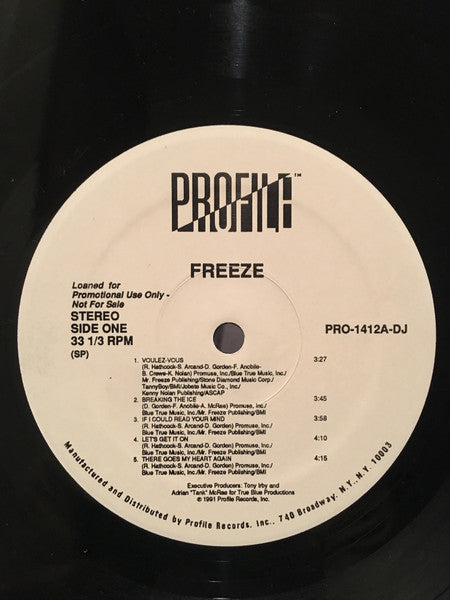 PROFILE™
FREEZE
Loaned for
Promotional Use Only -
Not For Sale
STEREO
SIDE ONE
33 1/3 RPM
(SP)
PRO-1412A-DJ
1. VOULEZ-VOUS 3:27
(R. Hathcock-S. Arcand-D. Gorden-F. Anobile-
B. Crewe-K. Nolan) Promuse, Inc./Blue True Music, Inc./
Mr. Freeze Publishing/Stone Diamond Music Corp./
TannyBoy/BMI/Jobete Music Co., Inc./
Kenny Nolan Publishing/ASCAP
2. BREAKING THE ICE 3:45
(D. Gorden-F. Anobile-A. McRae) Promuse, Inc./
Blue True Music, Inc./Mr. Freeze Publishing/BMI
3. IF I COULD READ YOUR MIND 3:58
(R. Hathcock-S. Arcand-D. Gorden) Promuse, Inc./
Blue True Music, Inc./Mr. Freeze Publishing/BMI
4. LET'S GET IT ON 4:10
(R. Hathcock-S. Arcand-D. Gorden) Promuse, Inc./
Blue True Music, Inc./Mr. Freeze Publishing/BMI
5. THERE GOES MY HEART AGAIN 4:15
(R. Hathcock-S. Arcand-D. Gorden) Promuse, Inc./
Blue True Music, Inc./Mr. Freeze Publishing/BMI
Executive Producers: Tony Irby and
Adrian "Tank" McRae for True Blue Productions
℗ 1991 Profile Records, Inc.
Manufactured and Distributed by Profile Records, Inc., 740 Broadway, N.Y., N.Y. 10003